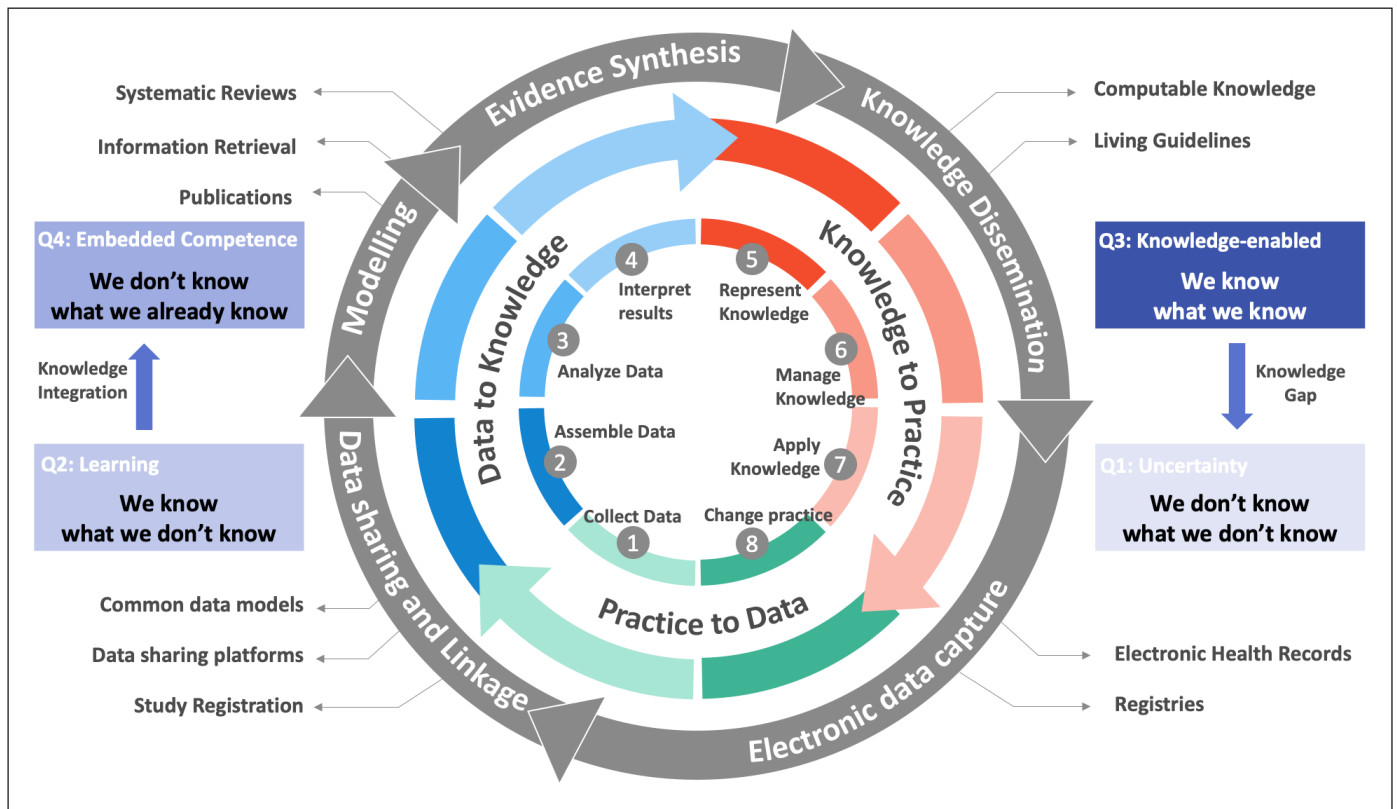 Evidence Synthesis
Knowledge Dissemination
Electronic data capture
Data sharing and Linkage
Modelling
Systematic Reviews
Information Retrieval
Publications
Computable Knowledge
Living Guidelines
Q4: Embedded Competence
We don’t know
what we already know
Knowledge
Integration
Q2: Learning
We know
what we don’t know
Q3: Knowledge-enabled
We know
what we know
Knowledge
Gap
Q1: Uncertainty
We don’t know
what we don’t know
Data to Knowledge
Knowledge to Practice
Practice to Data
4
Interpret
results
5
Represent
Knowledge
3
Analyze Data
6
Manage
Knowledge
Assemble Data
2
Apply
Knowledge
7
Collect Data
1
Change practice
8
Common data models
Data sharing platforms
Study Registration
Electronic Health Records
Registries